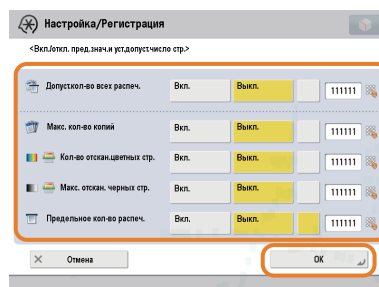 Настройка/Регистрация
<Вкл./откл. пред.знач.и уст.допуст.число стр.>
Допуст.кол-во всех распеч. Вкл. Выкл. 111111
Макс. кол-во копий Вкл. Выкл. 111111
Кол-во отскан.цветных стр. Вкл. Выкл. 111111
Макс. отскан. черных стр. Вкл. Выкл. 111111
Предельное кол-во распеч. Вкл. Выкл. 111111
Отмена OK